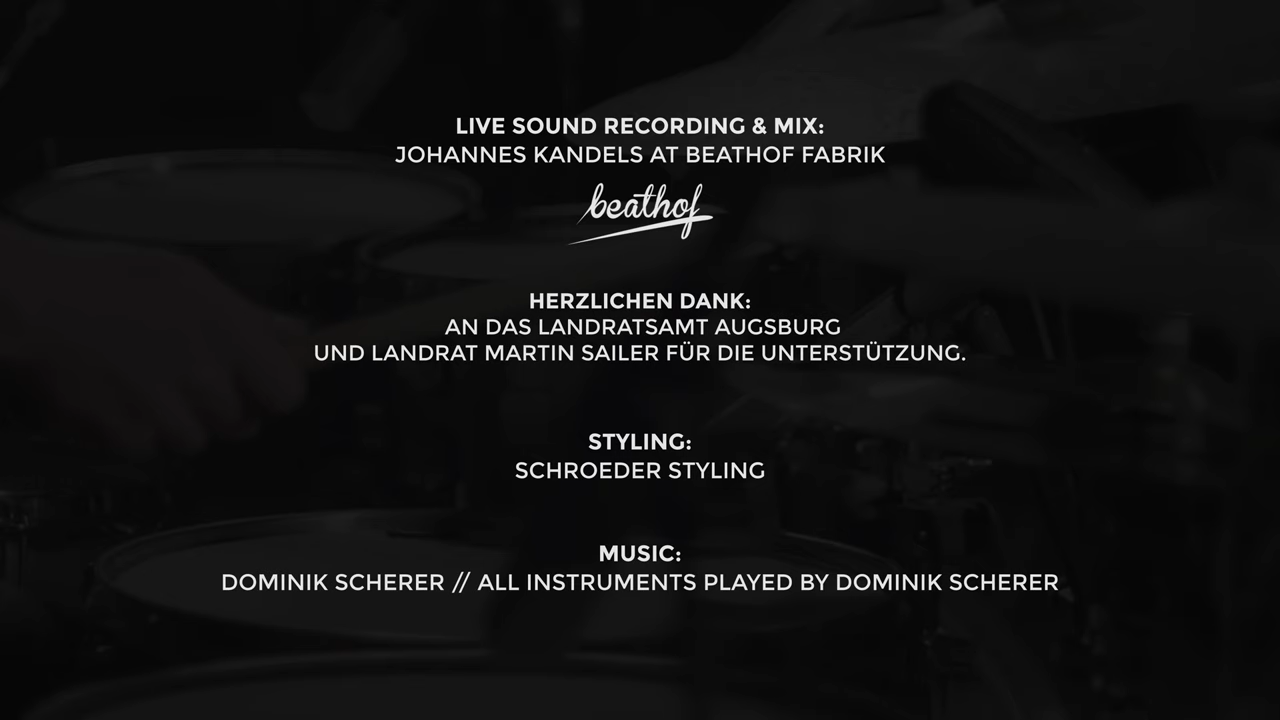 LIVE SOUND RECORDING & MIX:
JOHANNES KANDELS AT BEATHOF FABRIK
beathof
HERZLICHEN DANK:
AN DAS LANDRATSAMT AUGSBURG
UND LANDRAT MARTIN SAILER FÜR DIE UNTERSTÜTZUNG.
STYLING:
SCHROEDER STYLING
MUSIC:
DOMINIK SCHERER // ALL INSTRUMENTS PLAYED BY DOMINIK SCHERER